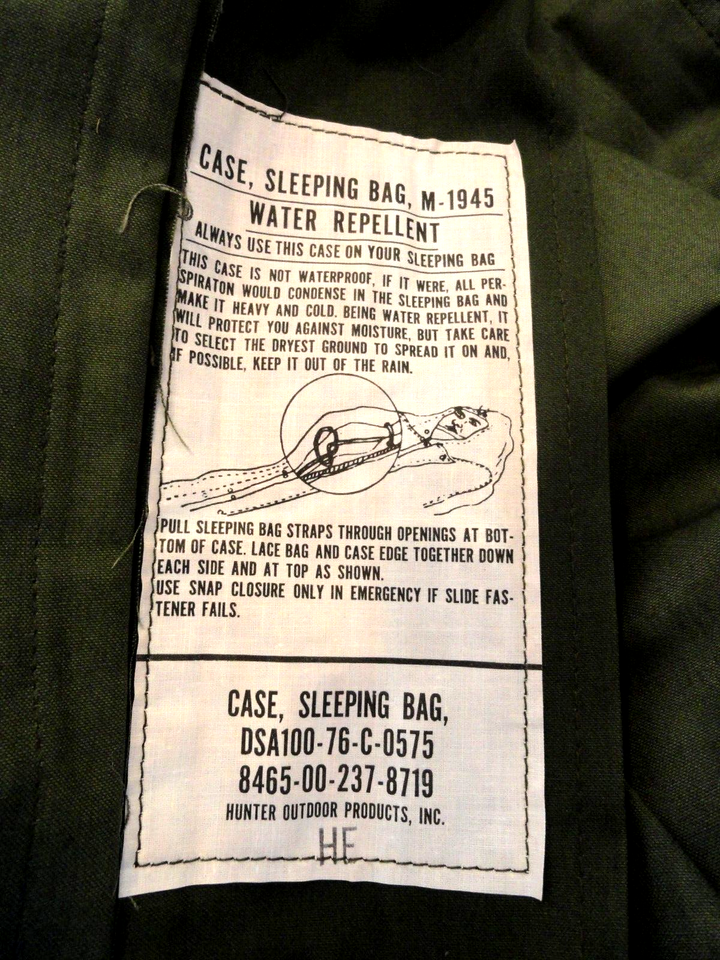 CASE, SLEEPING BAG, M-1945
WATER REPELLENT
ALWAYS USE THIS CASE ON YOUR SLEEPING BAG
THIS CASE IS NOT WATERPROOF, IF IT WERE, ALL PER-
SPIRATON WOULD CONDENSE IN THE SLEEPING BAG AND
MAKE IT HEAVY AND COLD. BEING WATER REPELLENT, IT
WILL PROTECT YOU AGAINST MOISTURE, BUT TAKE CARE
TO SELECT THE DRYEST GROUND TO SPREAD IT ON AND,
IF POSSIBLE, KEEP IT OUT OF THE RAIN.
PULL SLEEPING BAG STRAPS THROUGH OPENINGS AT BOT-
TOM OF CASE. LACE BAG AND CASE EDGE TOGETHER DOWN
EACH SIDE AND AT TOP AS SHOWN.
USE SNAP CLOSURE ONLY IN EMERGENCY IF SLIDE FAS-
TENER FAILS.
CASE, SLEEPING BAG,
DSA100-76-C-0575
8465-00-237-8719
HUNTER OUTDOOR PRODUCTS, INC.
HF